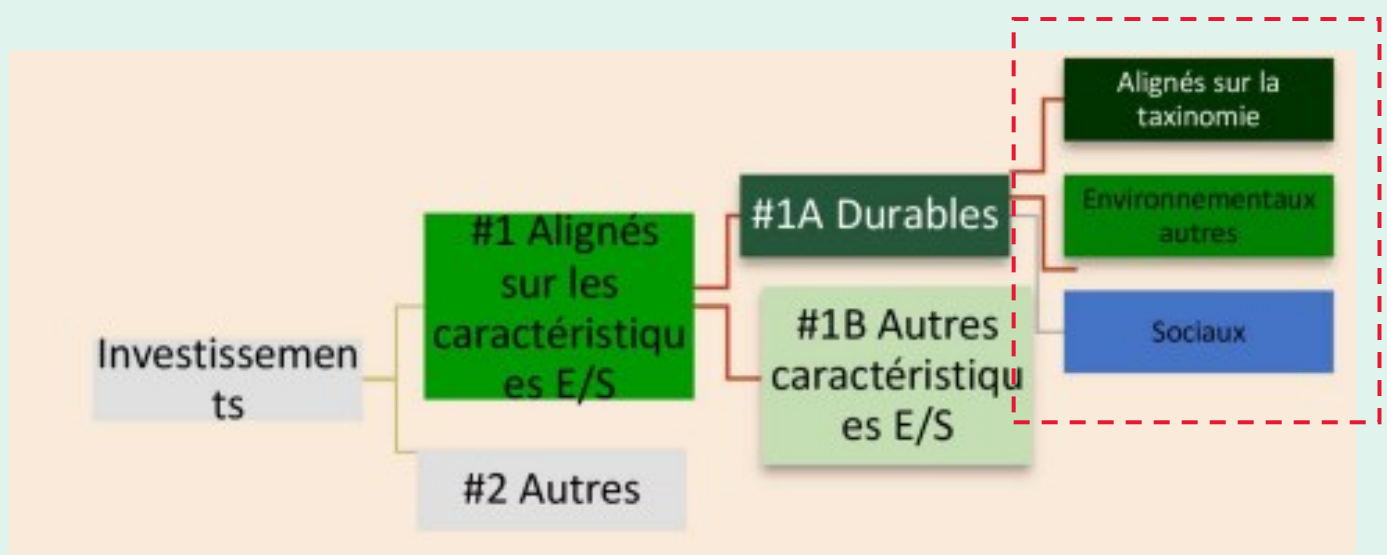 Alignés sur la
taxinomie
#1A Durables
Environnementaux
autres
#1 Alignés
sur les
caractéristiqu
es E/S
#1B Autres
caractéristiqu
es E/S
Sociaux
Investissemen
ts
#2 Autres